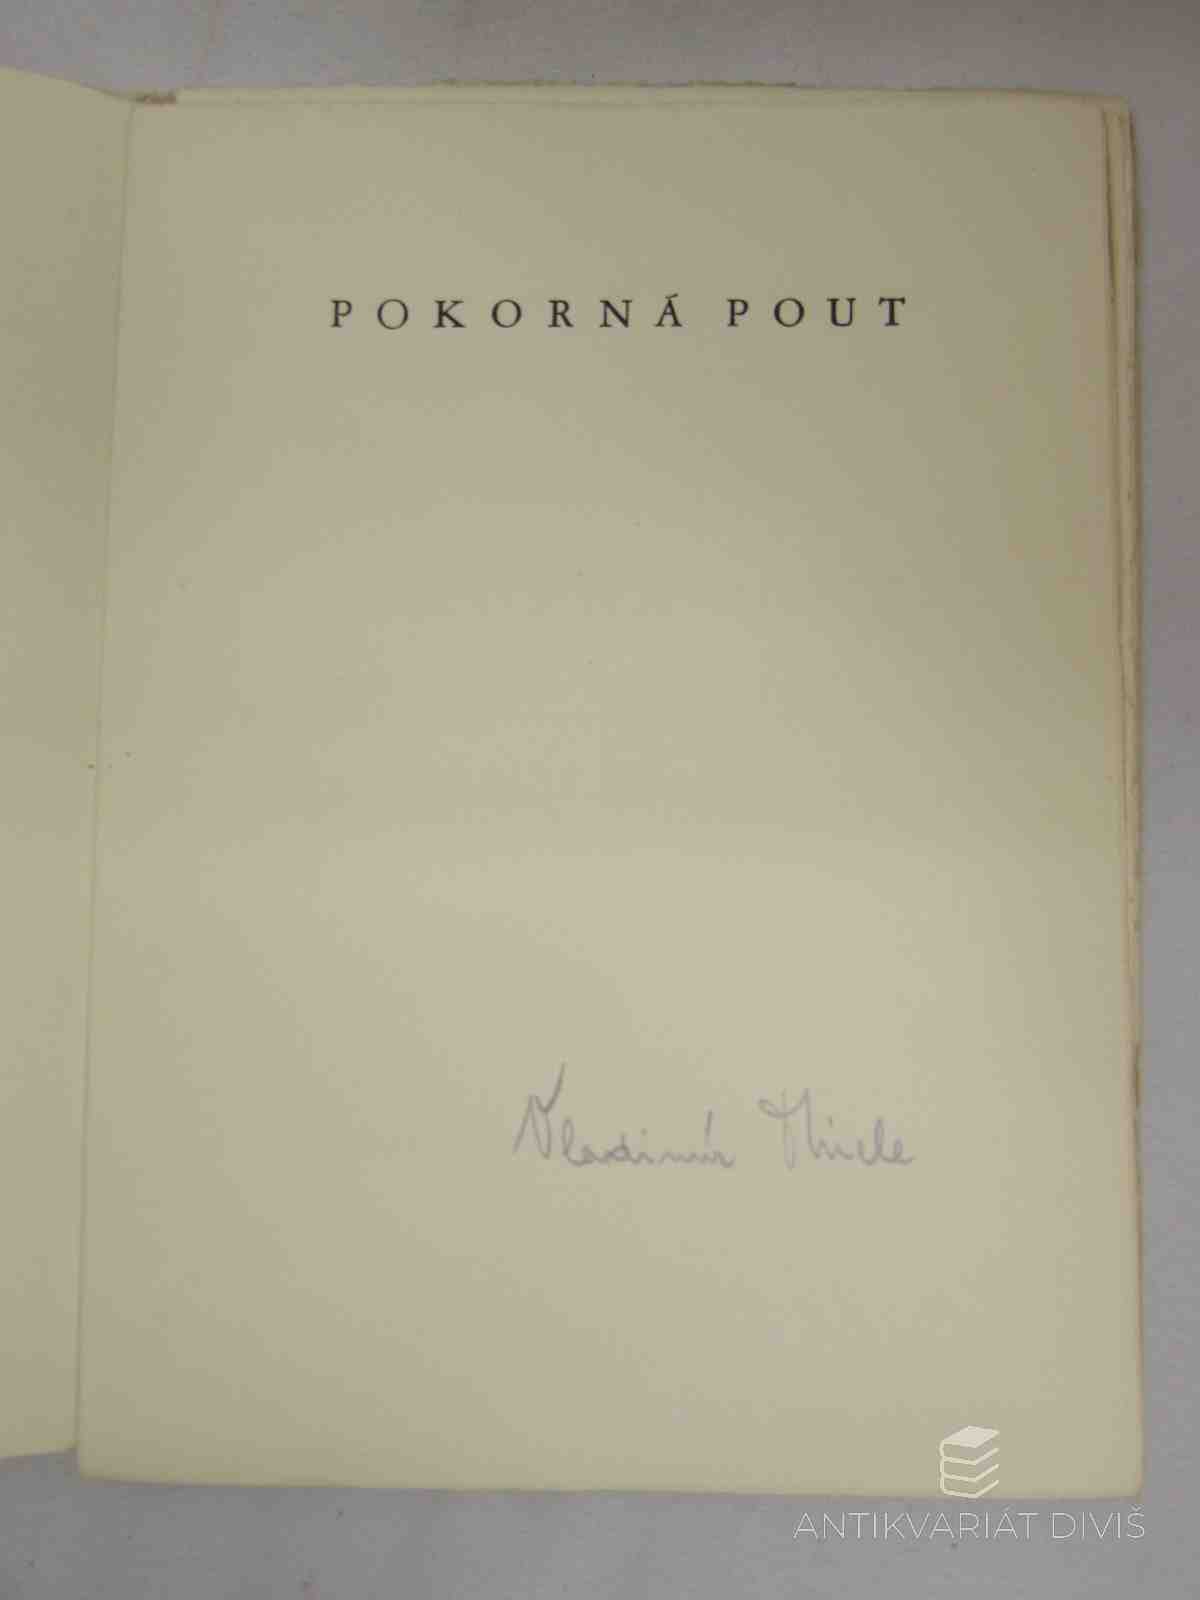 POKORNÁ POUT
Vladimír Thiele
ANTIKVARIÁT DIVIŠ